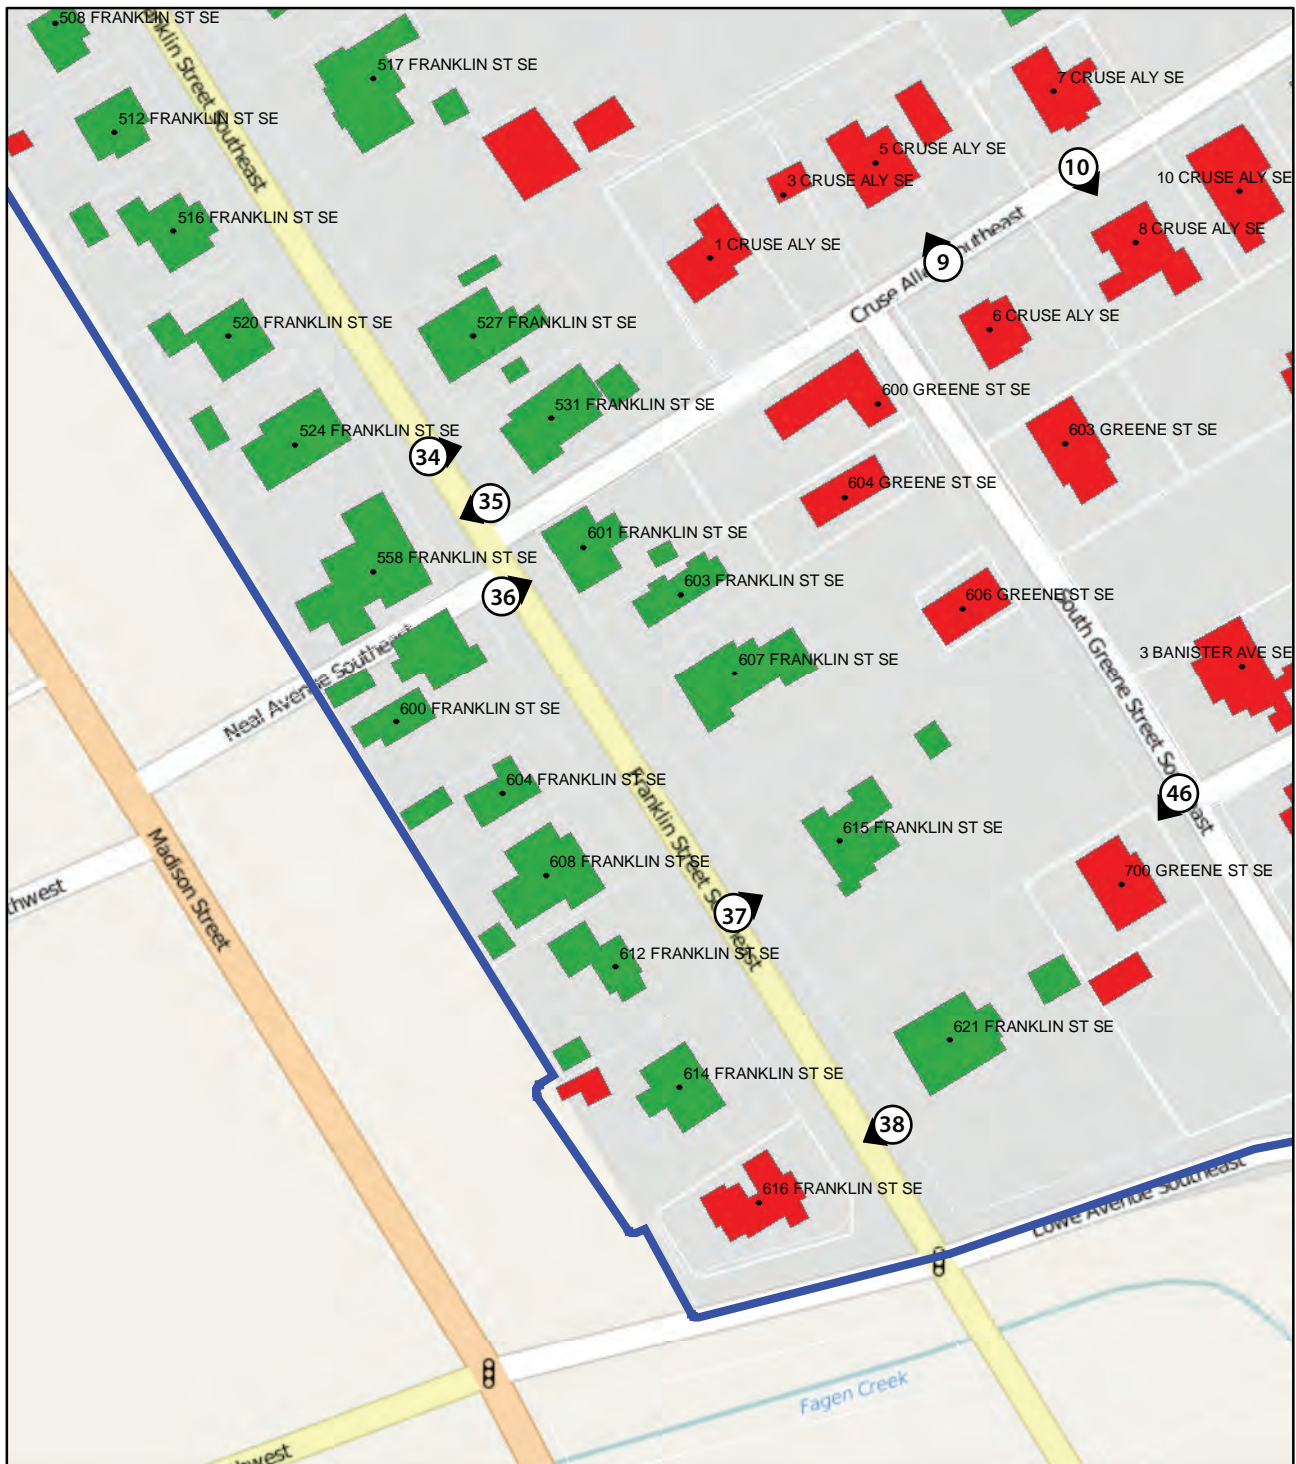 508 FRANKLIN ST SE
517 FRANKLIN ST SE
7 CRUSE ALY SE
512 FRANKLIN ST SE
Franklin Street Southeast
5 CRUSE ALY SE
10
3 CRUSE ALY SE
10 CRUSE ALY SE
516 FRANKLIN ST SE
8 CRUSE ALY SE
1 CRUSE ALY SE
9
520 FRANKLIN ST SE
527 FRANKLIN ST SE
6 CRUSE ALY SE
600 GREENE ST SE
531 FRANKLIN ST SE
524 FRANKLIN ST SE
603 GREENE ST SE
34
604 GREENE ST SE
35
601 FRANKLIN ST SE
558 FRANKLIN ST SE
603 FRANKLIN ST SE
36
606 GREENE ST SE
South Greene Street
Neal Avenue Southeast
607 FRANKLIN ST SE
3 BANISTER AVE SE
600 FRANKLIN ST SE
604 FRANKLIN ST SE
46
Franklin Street
615 FRANKLIN ST SE
608 FRANKLIN ST SE
700 GREENE ST SE
Madison Street
thwest
37
612 FRANKLIN ST SE
621 FRANKLIN ST SE
614 FRANKLIN ST SE
38
616 FRANKLIN ST SE
Lowe Avenue Southeast
Fagen Creek
hwest